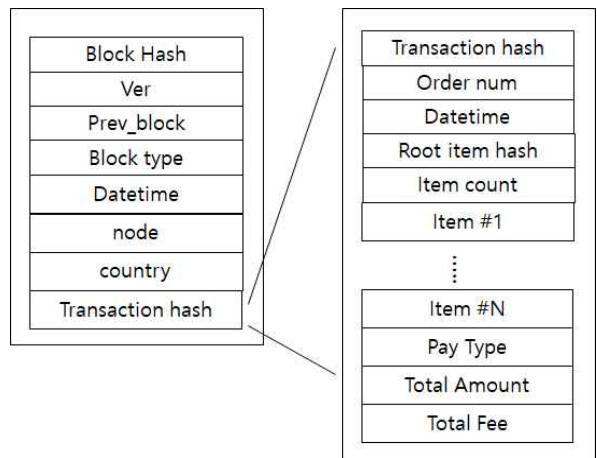 Block Hash
Ver
Prev_block
Block type
Datetime
node
country
Transaction hash
Transaction hash
Order num
Datetime
Root item hash
Item count
Item #1
Item #N
Pay Type
Total Amount
Total Fee